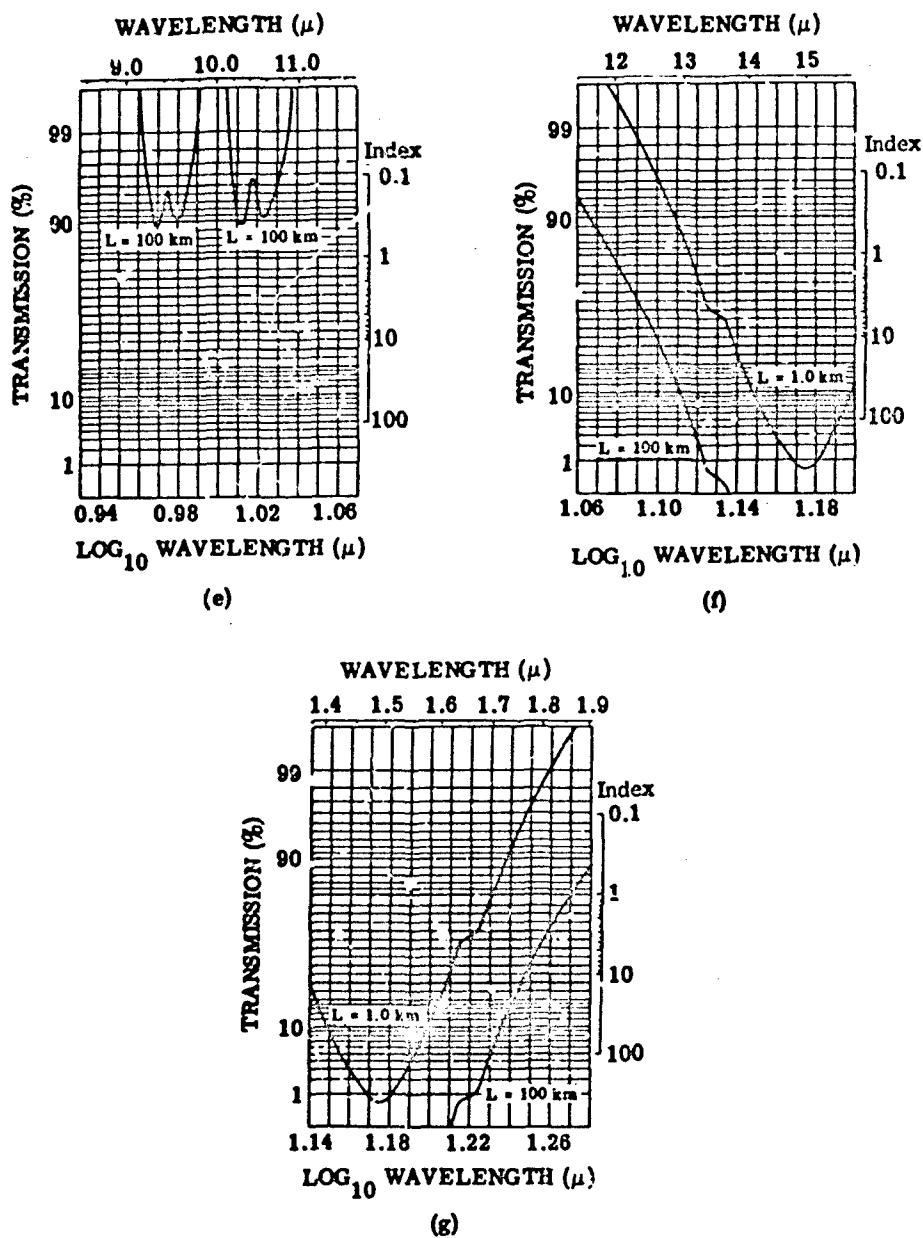 WAVELENGTH (μ)
9.0 10.0 11.0
99
90
10
1
TRANSMISSION (%)
Index
0.1
1
10
100
L = 100 km L = 100 km
0.94 0.98 1.02 1.06
LOG10 WAVELENGTH (μ)
(e)
WAVELENGTH (μ)
12 13 14 15
99
90
10
1
TRANSMISSION (%)
Index
0.1
1
10
100
L = 1.0 km
L = 100 km
1.06 1.10 1.14 1.18
LOG1.0 WAVELENGTH (μ)
(f)
WAVELENGTH (μ)
1.4 1.5 1.6 1.7 1.8 1.9
99
90
10
1
TRANSMISSION (%)
Index
0.1
1
10
100
L = 1.0 km
L = 100 km
1.14 1.18 1.22 1.26
LOG10 WAVELENGTH (μ)
(g)